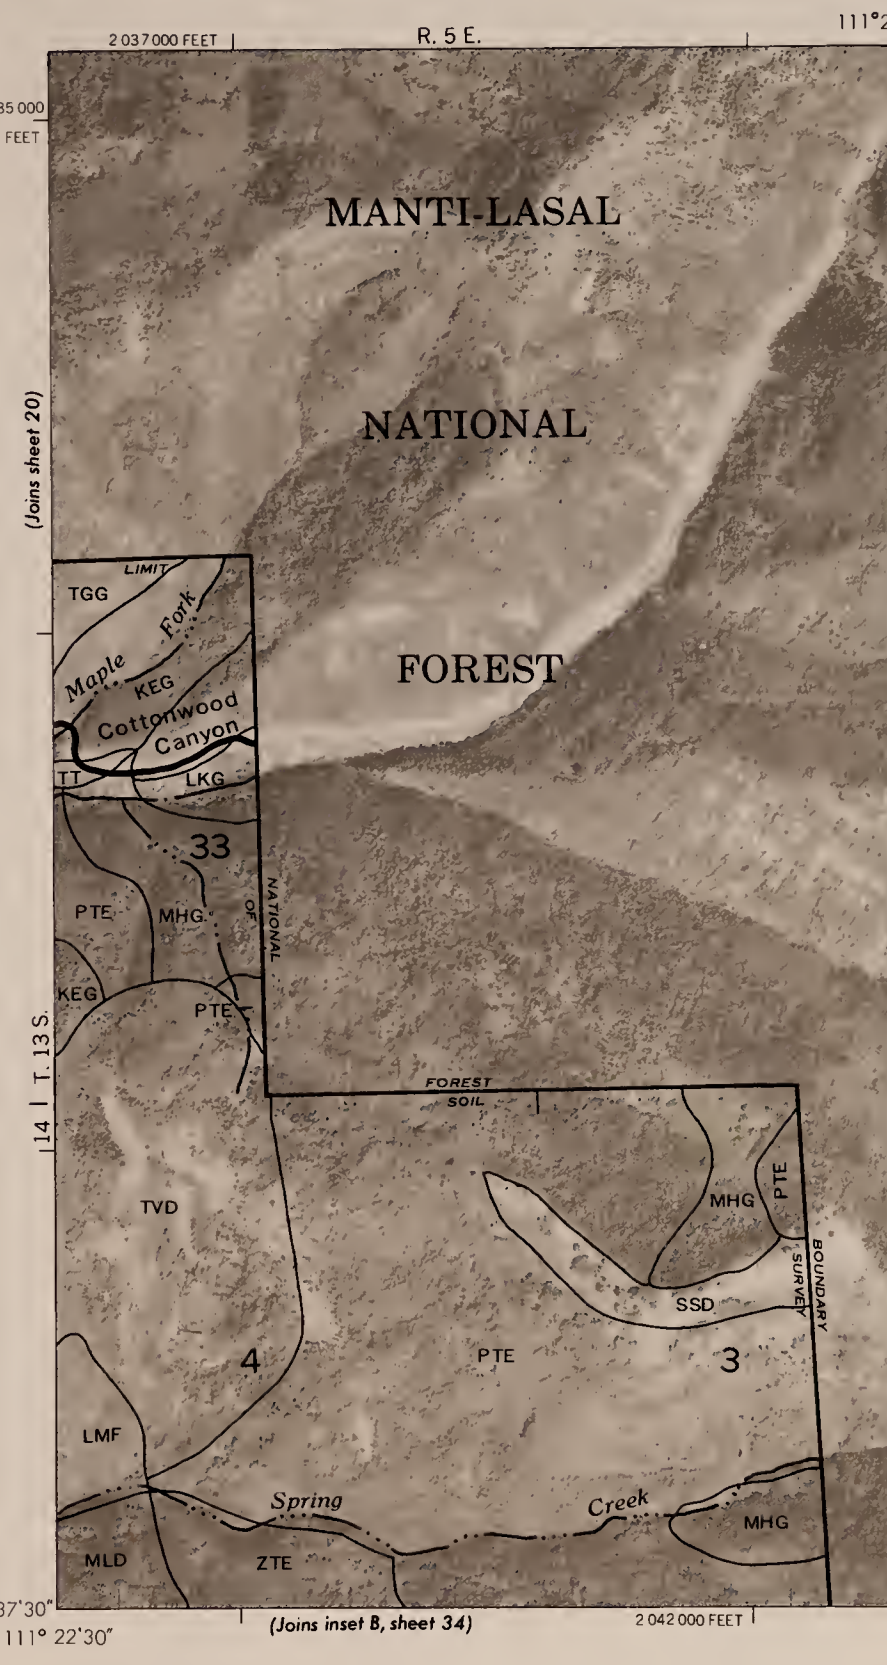 111°2
2 037 000 FEET
R. 5 E.
35 000
FEET
MANTI-LASAL
(Joins sheet 20)
NATIONAL
LIMIT
TGG
Fork
Maple
KEG
FOREST
Cottonwood
Canyon
TT
LKG
33
NATIONAL
OF
PTE
MHG
KEG
PTE
T. 13 S.
14
FOREST
SOIL
PTE
MHG
TVD
BOUNDARY
SURVEY
SSD
PTE
4
3
LMF
Spring
Creek
MHG
MLD
ZTE
37'30"
111° 22'30"
(Joins inset B, sheet 34)
2 042 000 FEET